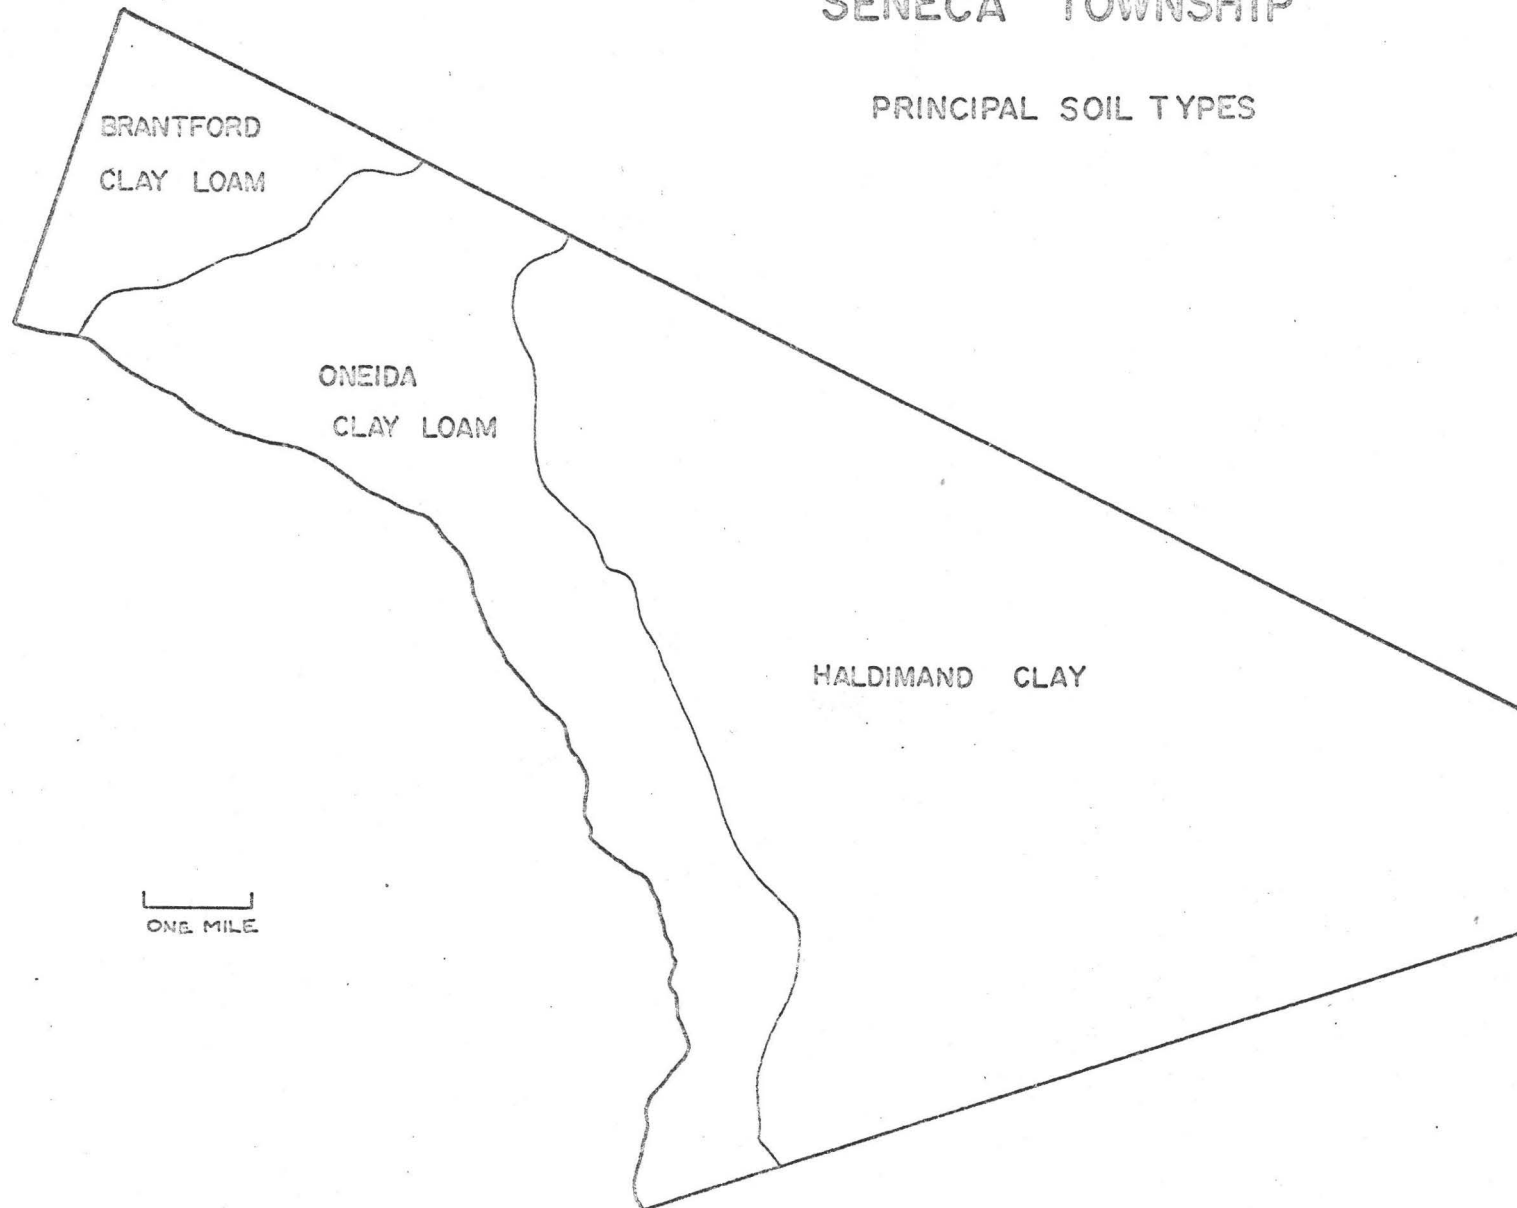 SENECA TOWNSHIP
PRINCIPAL SOIL TYPES
BRANTFORD
CLAY LOAM
ONEIDA
CLAY LOAM
HALDIMAND CLAY
ONE MILE